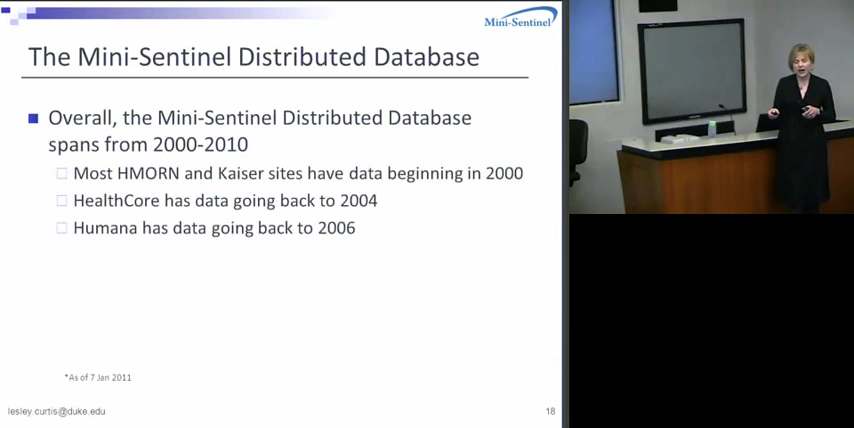 Mini-Sentinel
The Mini-Sentinel Distributed Database
Overall, the Mini-Sentinel Distributed Database
spans from 2000-2010
Most HMORN and Kaiser sites have data beginning in 2000
HealthCore has data going back to 2004
Humana has data going back to 2006
*As of 7 Jan 2011
lesley.curtis@duke.edu
18